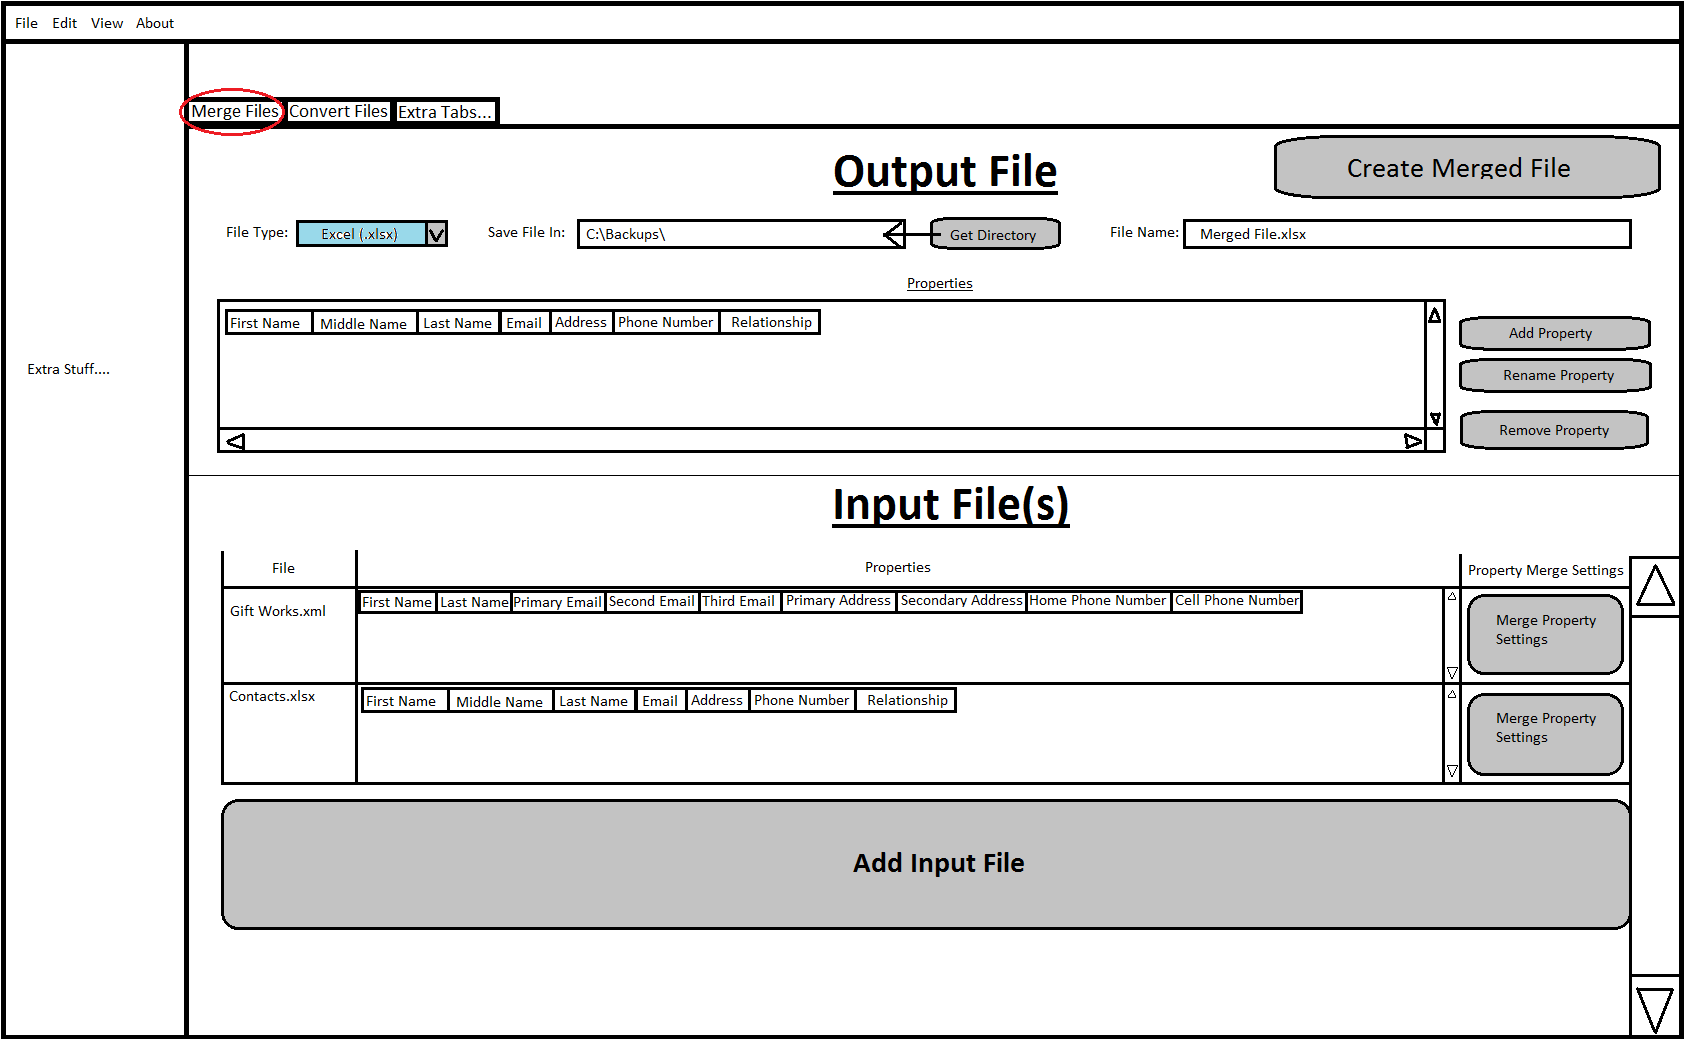 File Edit View About
Merge Files Convert Files Extra Tabs...
Output File
Create Merged File
File Type: Excel (.xlsx) Save File In: C:\Backups\ Get Directory File Name: Merged File.xlsx
Properties
First Name Middle Name Last Name Email Address Phone Number Relationship
Add Property
Rename Property
Remove Property
Extra Stuff....
Input File(s)
File Properties Property Merge Settings
Gift Works.xml First Name Last Name Primary Email Second Email Third Email Primary Address Secondary Address Home Phone Number Cell Phone Number
Merge Property
Settings
Contacts.xlsx First Name Middle Name Last Name Email Address Phone Number Relationship
Merge Property
Settings
Add Input File